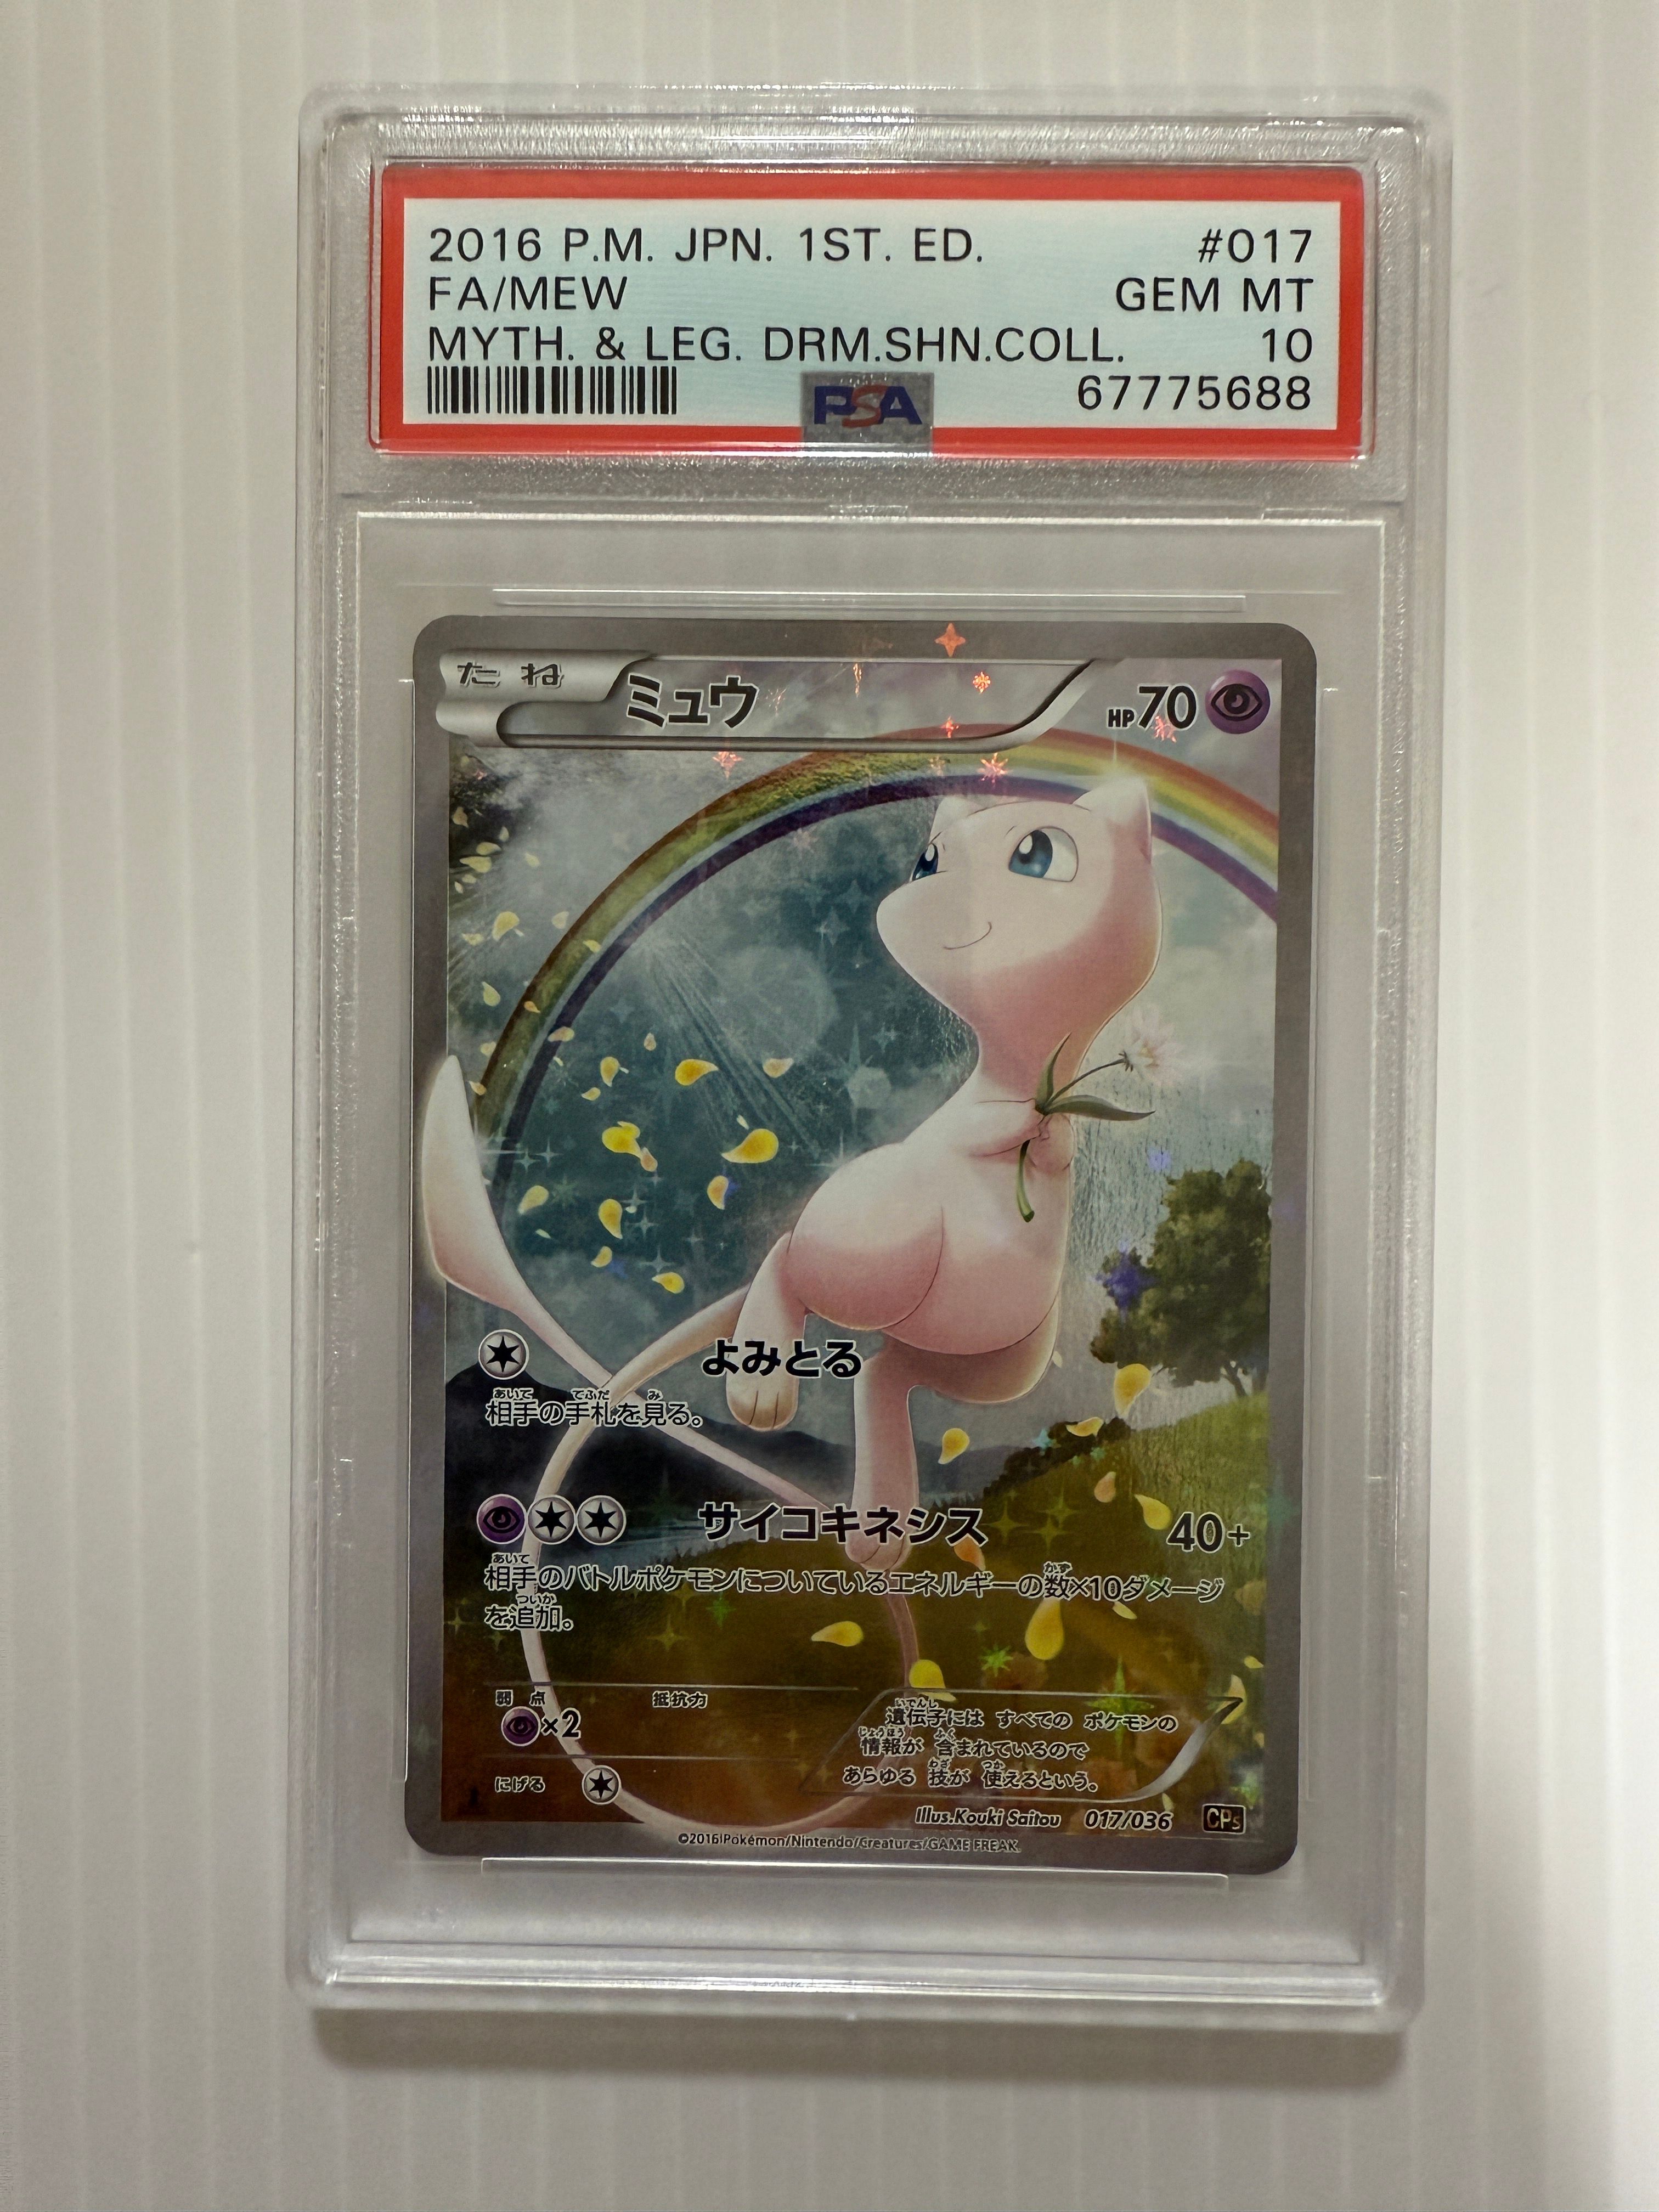 2016 P.M. JPN. 1ST. ED. #017
FA/MEW GEM MT
MYTH. & LEG. DRM.SHN.COLL. 10
PSA 67775688
たね ミュウ HP70
よみとる
相手の手札を見る。
サイコキネシス 40+
相手のバトルポケモンについているエネルギーの数×10ダメージ
を追加。
弱点 抵抗力
×2
にげる
遺伝子には すべての ポケモンの
情報が 含まれているので
あらゆる 技が 使えるという。
Illus.Kouki Saitou 017/036 CP5
©2016 Pokémon/Nintendo/Creatures/GAME FREAK.